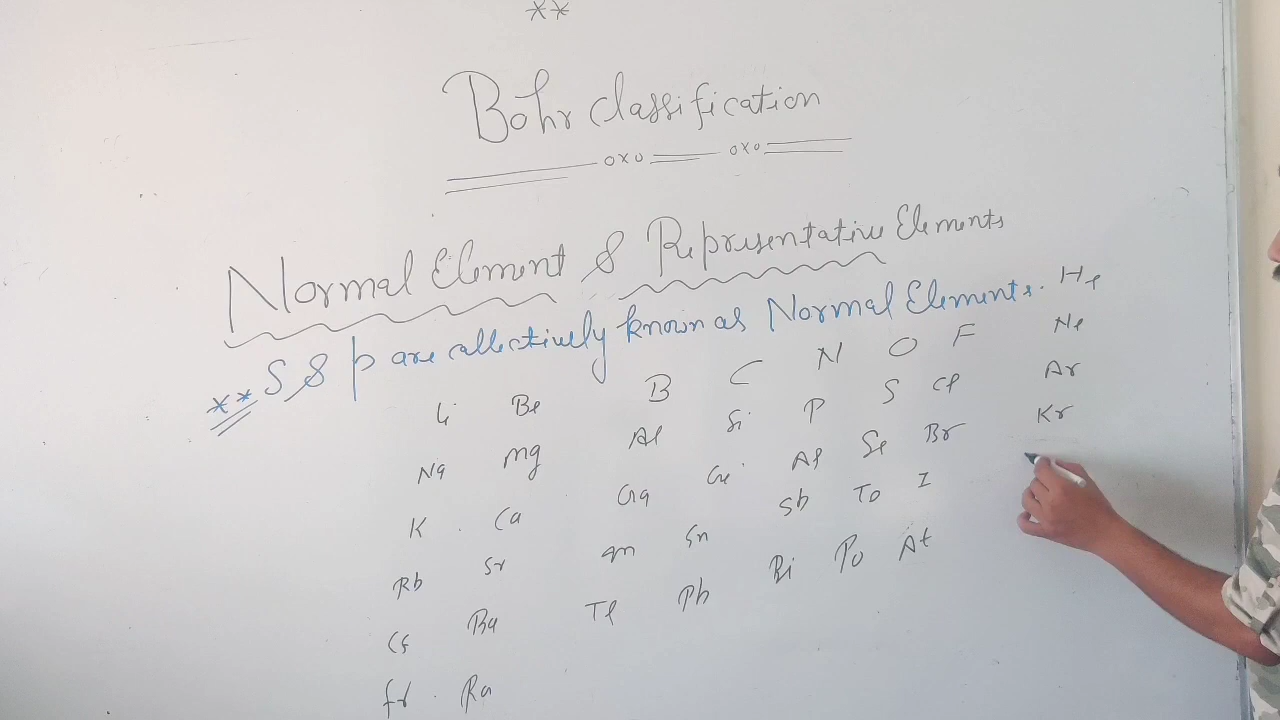 **
Bohr classification
oxo oxo
Normal Element & Representative Elements
** S & p are collectively known as Normal Elements.
He
Li Be B C N O F Ne
Na Mg Al Si P S Cl Ar
K Ca Ga Ge As Se Br Kr
Rb Sr In Sn Sb Te I
Cs Ba Tl Pb Bi Po At
Fr Ra